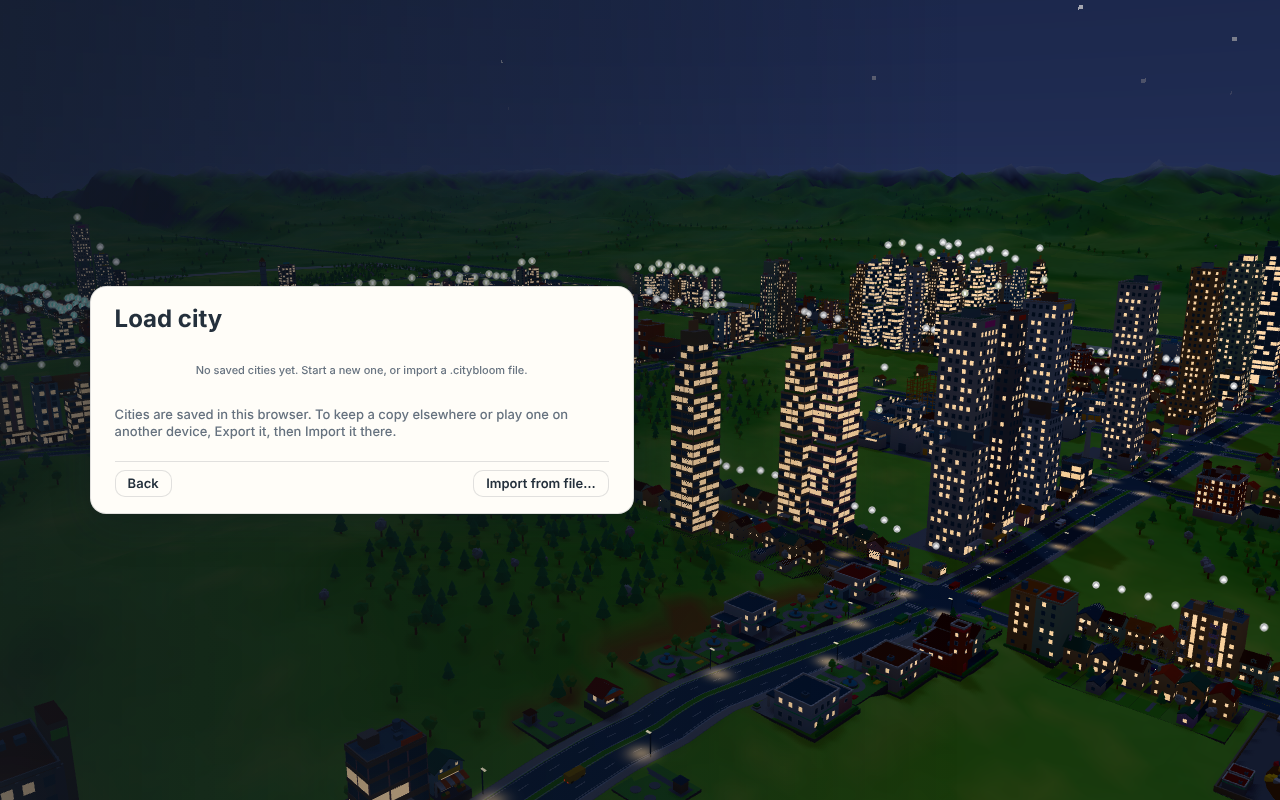 Load city
No saved cities yet. Start a new one, or import a .citybloom file.
Cities are saved in this browser. To keep a copy elsewhere or play one on
another device, Export it, then Import it there.
Back
Import from file...